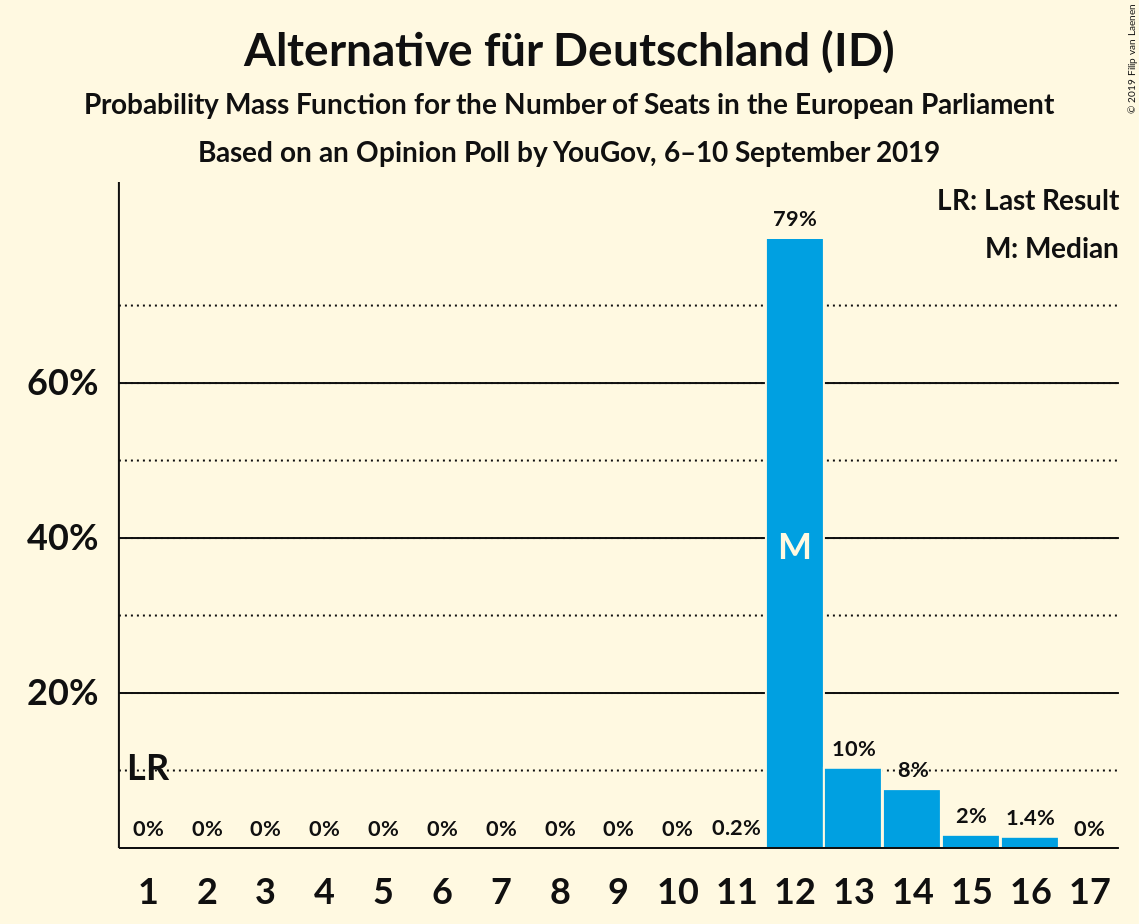 Alternative für Deutschland (ID)
Probability Mass Function for the Number of Seats in the European Parliament
Based on an Opinion Poll by YouGov, 6–10 September 2019
© 2019 Filip van Laenen
LR: Last Result
M: Median
79%
60%
40%
M
20%
LR
10%
8%
0% 0% 0% 0% 0% 0% 0% 0% 0% 0% 0.2% 2% 1.4% 0%
1 2 3 4 5 6 7 8 9 10 11 12 13 14 15 16 17